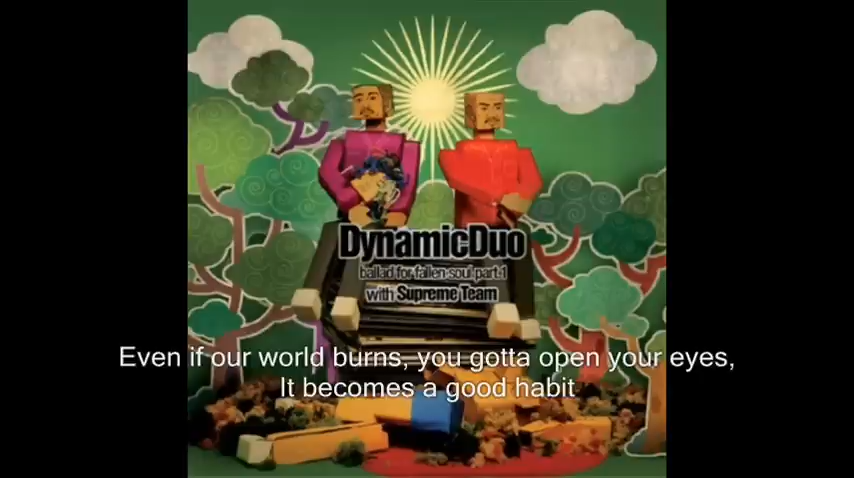 DynamicDuo
ballad for fallen soul part.1
with Supreme Team
Even if our world burns, you gotta open your eyes,
It becomes a good habit